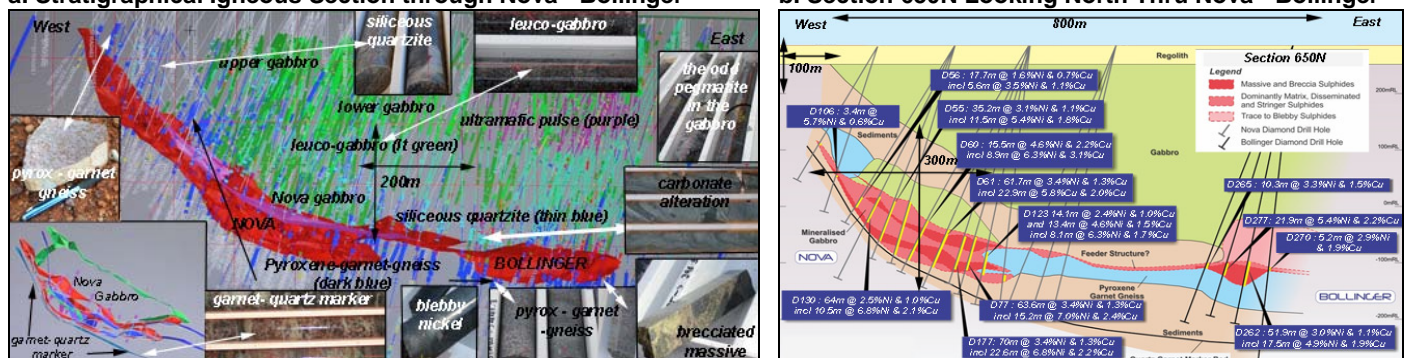 a. Stratigraphical Igneous Section through Nova - Bollinger
West
East
siliceous
quartzite
leuco-gabbro
upper gabbro
the odd
pegmatite
in the
gabbro
lower gabbro
ultramafic pulse (purple)
leuco-gabbro (lt green)
pyrox - garnet
gneiss
200m
carbonate
alteration
Nova gabbro
siliceous quartzite (thin blue)
NOVA
Pyroxene-garnet-gneiss
(dark blue)
BOLLINGER
Nova
Gabbro
garnet- quartz marker
blebby
nickel
pyrox - garnet
-gneiss
brecciated
massive
garnet-quartz
marker
b. Section 650N Looking North Thru Nova - Bollinger
West
800m
East
Regolith
100m
Section 650N
Legend
Massive and Breccia Sulphides
Dominantly Matrix, Disseminated
and Stringer Sulphides
Trace to Blebby Sulphides
Nova Diamond Drill Hole
Bollinger Diamond Drill Hole
D56 : 17.7m @ 1.6%Ni & 0.7%Cu
incl 5.6m @ 3.5%Ni & 1.1%Cu
200mRL
D106 : 3.4m @
5.7%Ni & 0.6%Cu
D55: 35.2m @ 3.1%Ni & 1.1%Cu
incl 11.5m @ 5.4%Ni & 1.8%Cu
Sediments
100mRL
D60 : 15.5m @ 4.6%Ni & 2.2%Cu
incl 8.9m @ 6.3%Ni & 3.1%Cu
300m
Gabbro
D61 : 61.7m @ 3.4%Ni & 1.3%Cu
incl 22.9m @ 5.8%Cu & 2.0%Cu
D265 : 10.3m @ 3.3%Ni & 1.5%Cu
0mRL
D123 14.1m @ 2.4%Ni & 1.0%Cu
and 13.4m @ 4.6%Ni & 1.5%Cu
incl 8.1m @ 6.3%Ni & 1.7%Cu
D277: 21.9m @ 5.4%Ni & 2.2%Cu
Mineralised
Gabbro
D270 : 5.2m @ 2.9%Ni
& 1.9%Cu
NOVA
Feeder Structure?
-100mRL
Pyroxene
Garnet Gneiss
BOLLINGER
D130 : 64m @ 2.5%Ni & 1.0%Cu
incl 10.5m @ 6.8%Ni & 2.1%Cu
D77 : 63.6m @ 3.4%Ni & 1.3%Cu
incl 15.2m @ 7.0%Ni & 2.4%Cu
-200mRL
Sediments
D262 : 51.9m @ 3.0%Ni & 1.1%Cu
incl 17.5m @ 4.9%Ni & 1.9%Cu
D177: 70m @ 3.4%Ni & 1.3%Cu
incl 22.6m @ 6.8%Ni & 2.2%Cu